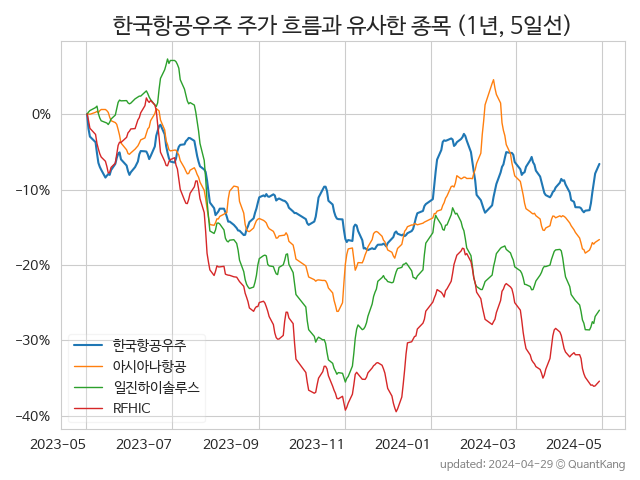 한국항공우주 주가 흐름과 유사한 종목 (1년, 5일선)
0%
−10%
−20%
−30%
−40%
한국항공우주
아시아나항공
일진하이솔루스
RFHIC
2023-05
2023-07
2023-09
2023-11
2024-01
2024-03
2024-05
updated: 2024-04-29 © QuantKang